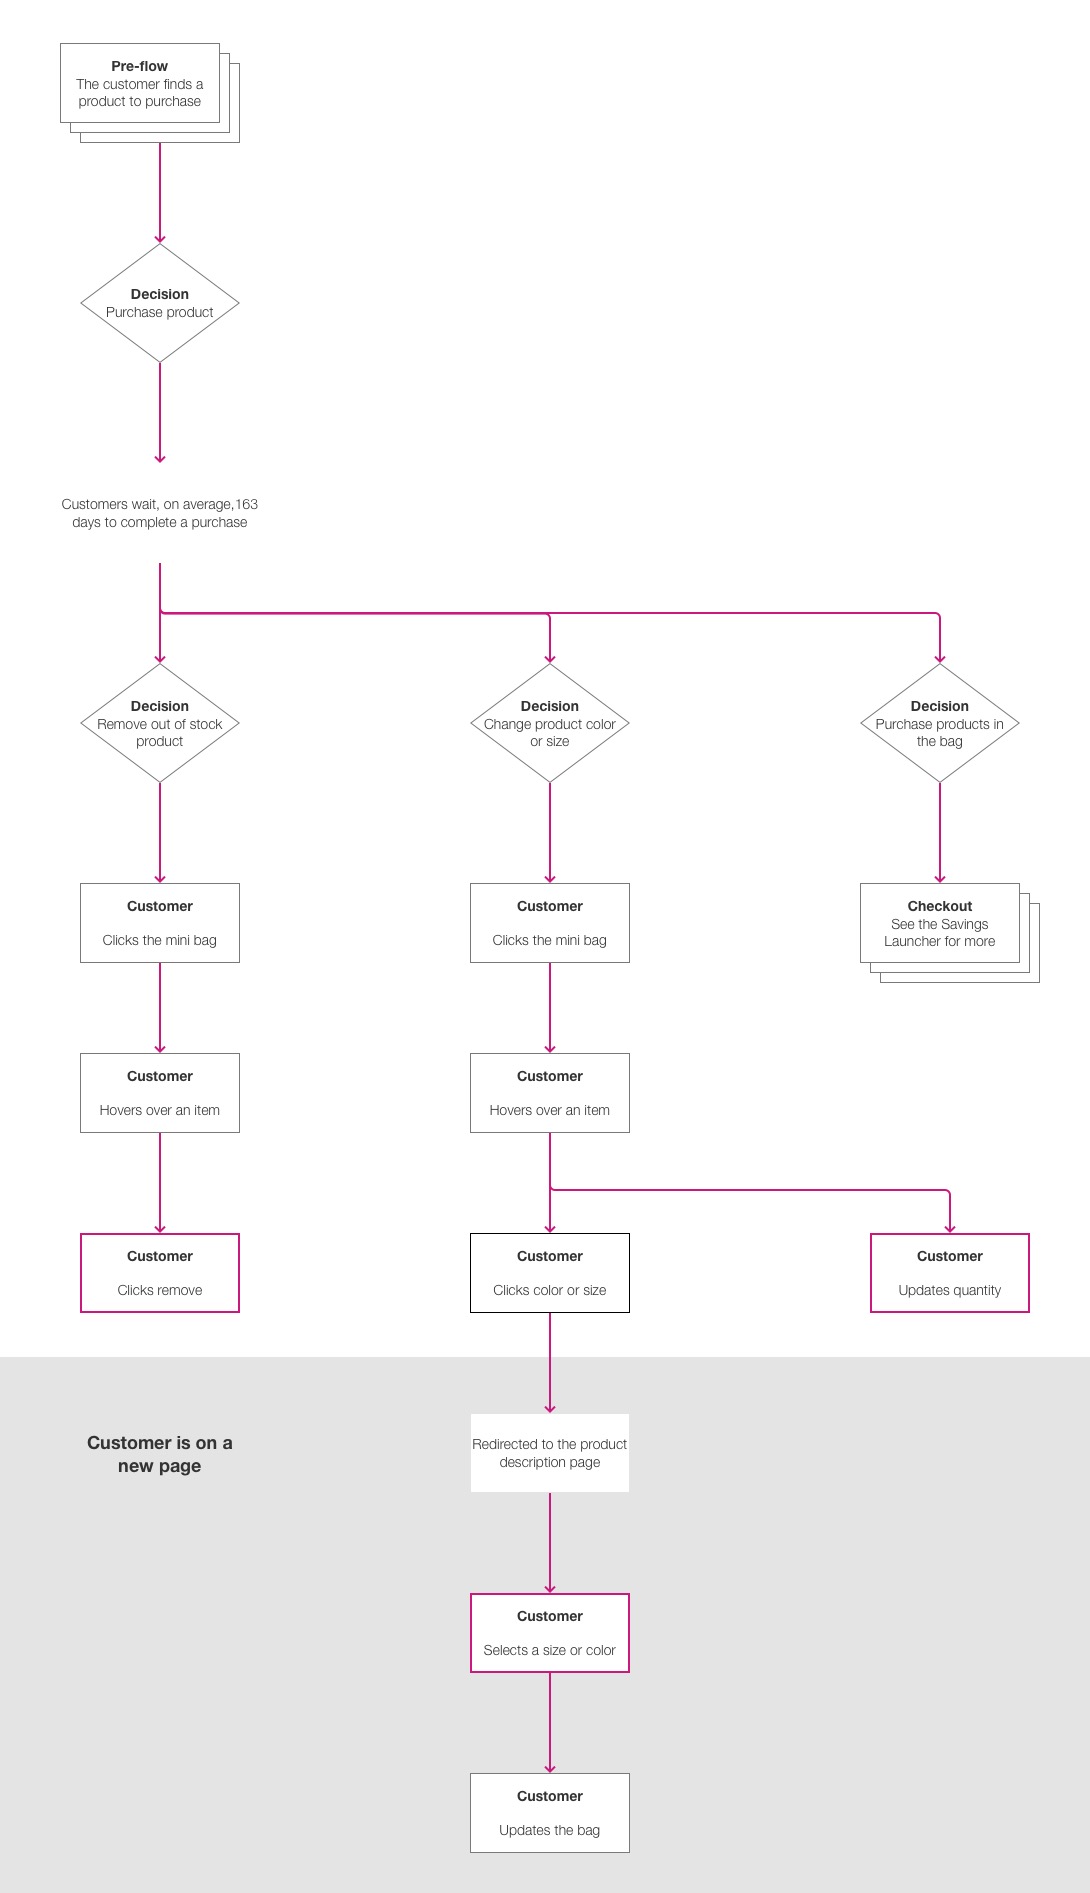 Pre-flow
The customer finds a
product to purchase
Decision
Purchase product
Customers wait, on average,163
days to complete a purchase
Decision
Remove out of stock
product
Decision
Change product color
or size
Decision
Purchase products in
the bag
Customer
Clicks the mini bag
Customer
Clicks the mini bag
Checkout
See the Savings
Launcher for more
Customer
Hovers over an item
Customer
Hovers over an item
Customer
Clicks remove
Customer
Clicks color or size
Customer
Updates quantity
Customer is on a
new page
Redirected to the product
description page
Customer
Selects a size or color
Customer
Updates the bag